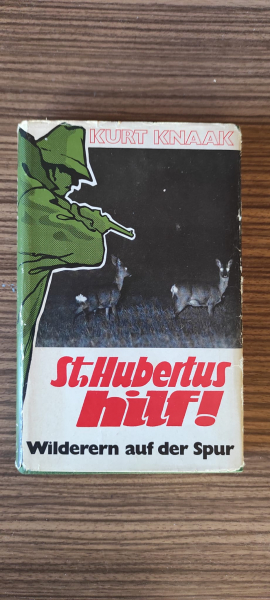 KURT KNAAK
St. Hubertus
hilf!
Wilderern auf der Spur